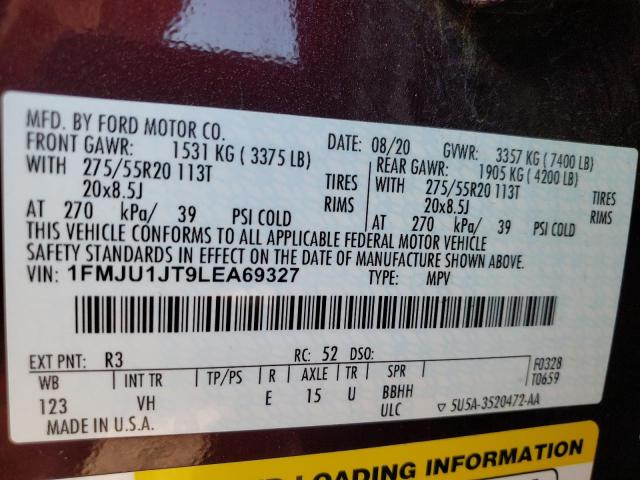 MFD. BY FORD MOTOR CO. DATE: 08/20 GVWR: 3357 KG ( 7400 LB)
FRONT GAWR: 1531 KG ( 3375 LB) REAR GAWR: 1905 KG ( 4200 LB)
WITH 275/55R20 113T TIRES WITH 275/55R20 113T TIRES
20x8.5J RIMS 20x8.5J RIMS
AT 270 kPa/ 39 PSI COLD AT 270 kPa/ 39 PSI COLD
THIS VEHICLE CONFORMS TO ALL APPLICABLE FEDERAL MOTOR VEHICLE
SAFETY STANDARDS IN EFFECT ON THE DATE OF MANUFACTURE SHOWN ABOVE.
VIN: 1FMJU1JT9LEA69327 TYPE: MPV
EXT PNT: R3 RC: 52 DSO: F0328
WB INT TR TP/PS R AXLE TR SPR T0659
123 VH E 15 U BBHH
ULC ▽ 5U5A-3520472-AA
MADE IN U.S.A.
LOADING INFORMATION